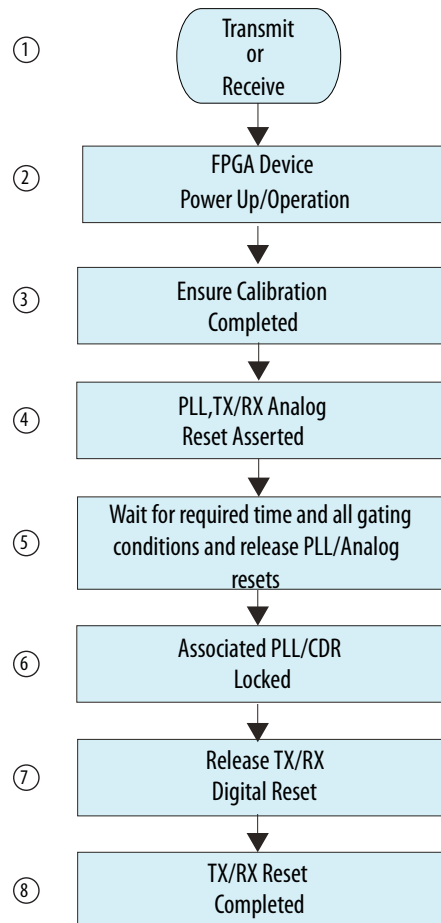 ①
Transmit
or
Receive
②
FPGA Device
Power Up/Operation
③
Ensure Calibration
Completed
④
PLL,TX/RX Analog
Reset Asserted
⑤
Wait for required time and all gating
conditions and release PLL/Analog
resets
⑥
Associated PLL/CDR
Locked
⑦
Release TX/RX
Digital Reset
⑧
TX/RX Reset
Completed